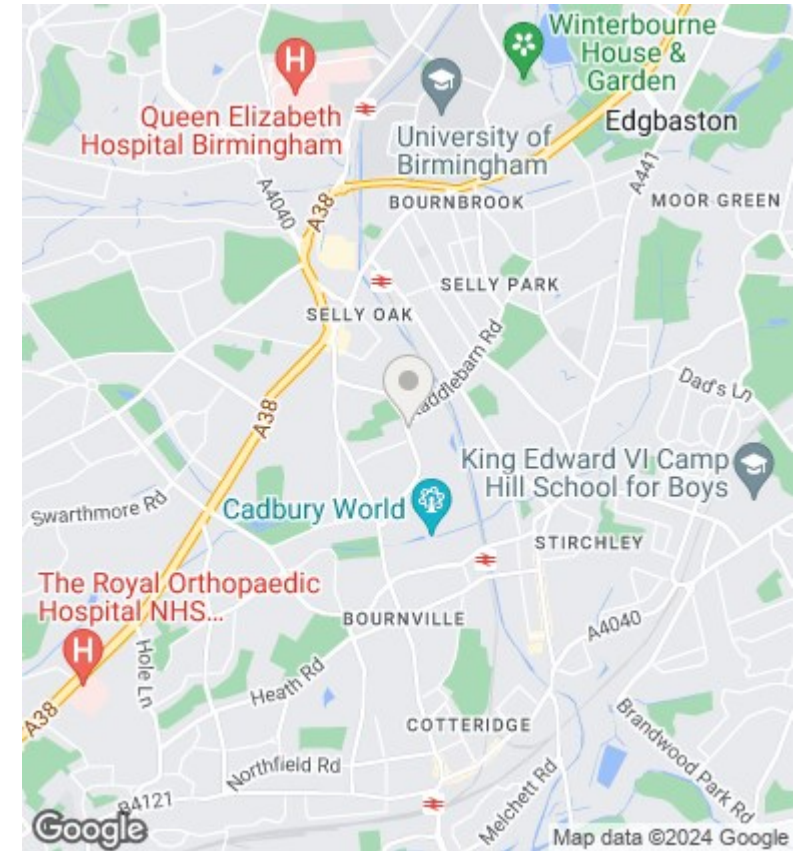 Winterbourne
House &
Garden
Queen Elizabeth
Hospital Birmingham
University of
Birmingham
Edgbaston
A4040
A38
A441
BOURNBROOK
MOOR GREEN
SELLY PARK
SELLY OAK
Raddlebarn Rd
Dad's Ln
A38
King Edward VI Camp
Hill School for Boys
Swarthmore Rd
Cadbury World
STIRCHLEY
The Royal Orthopaedic
Hospital NHS...
BOURNVILLE
A4040
Hole Ln
Heath Rd
A38
COTTERIDGE
Brandwood Park Rd
Northfield Rd
Melchett Rd
B4121
Google
Map data ©2024 Google